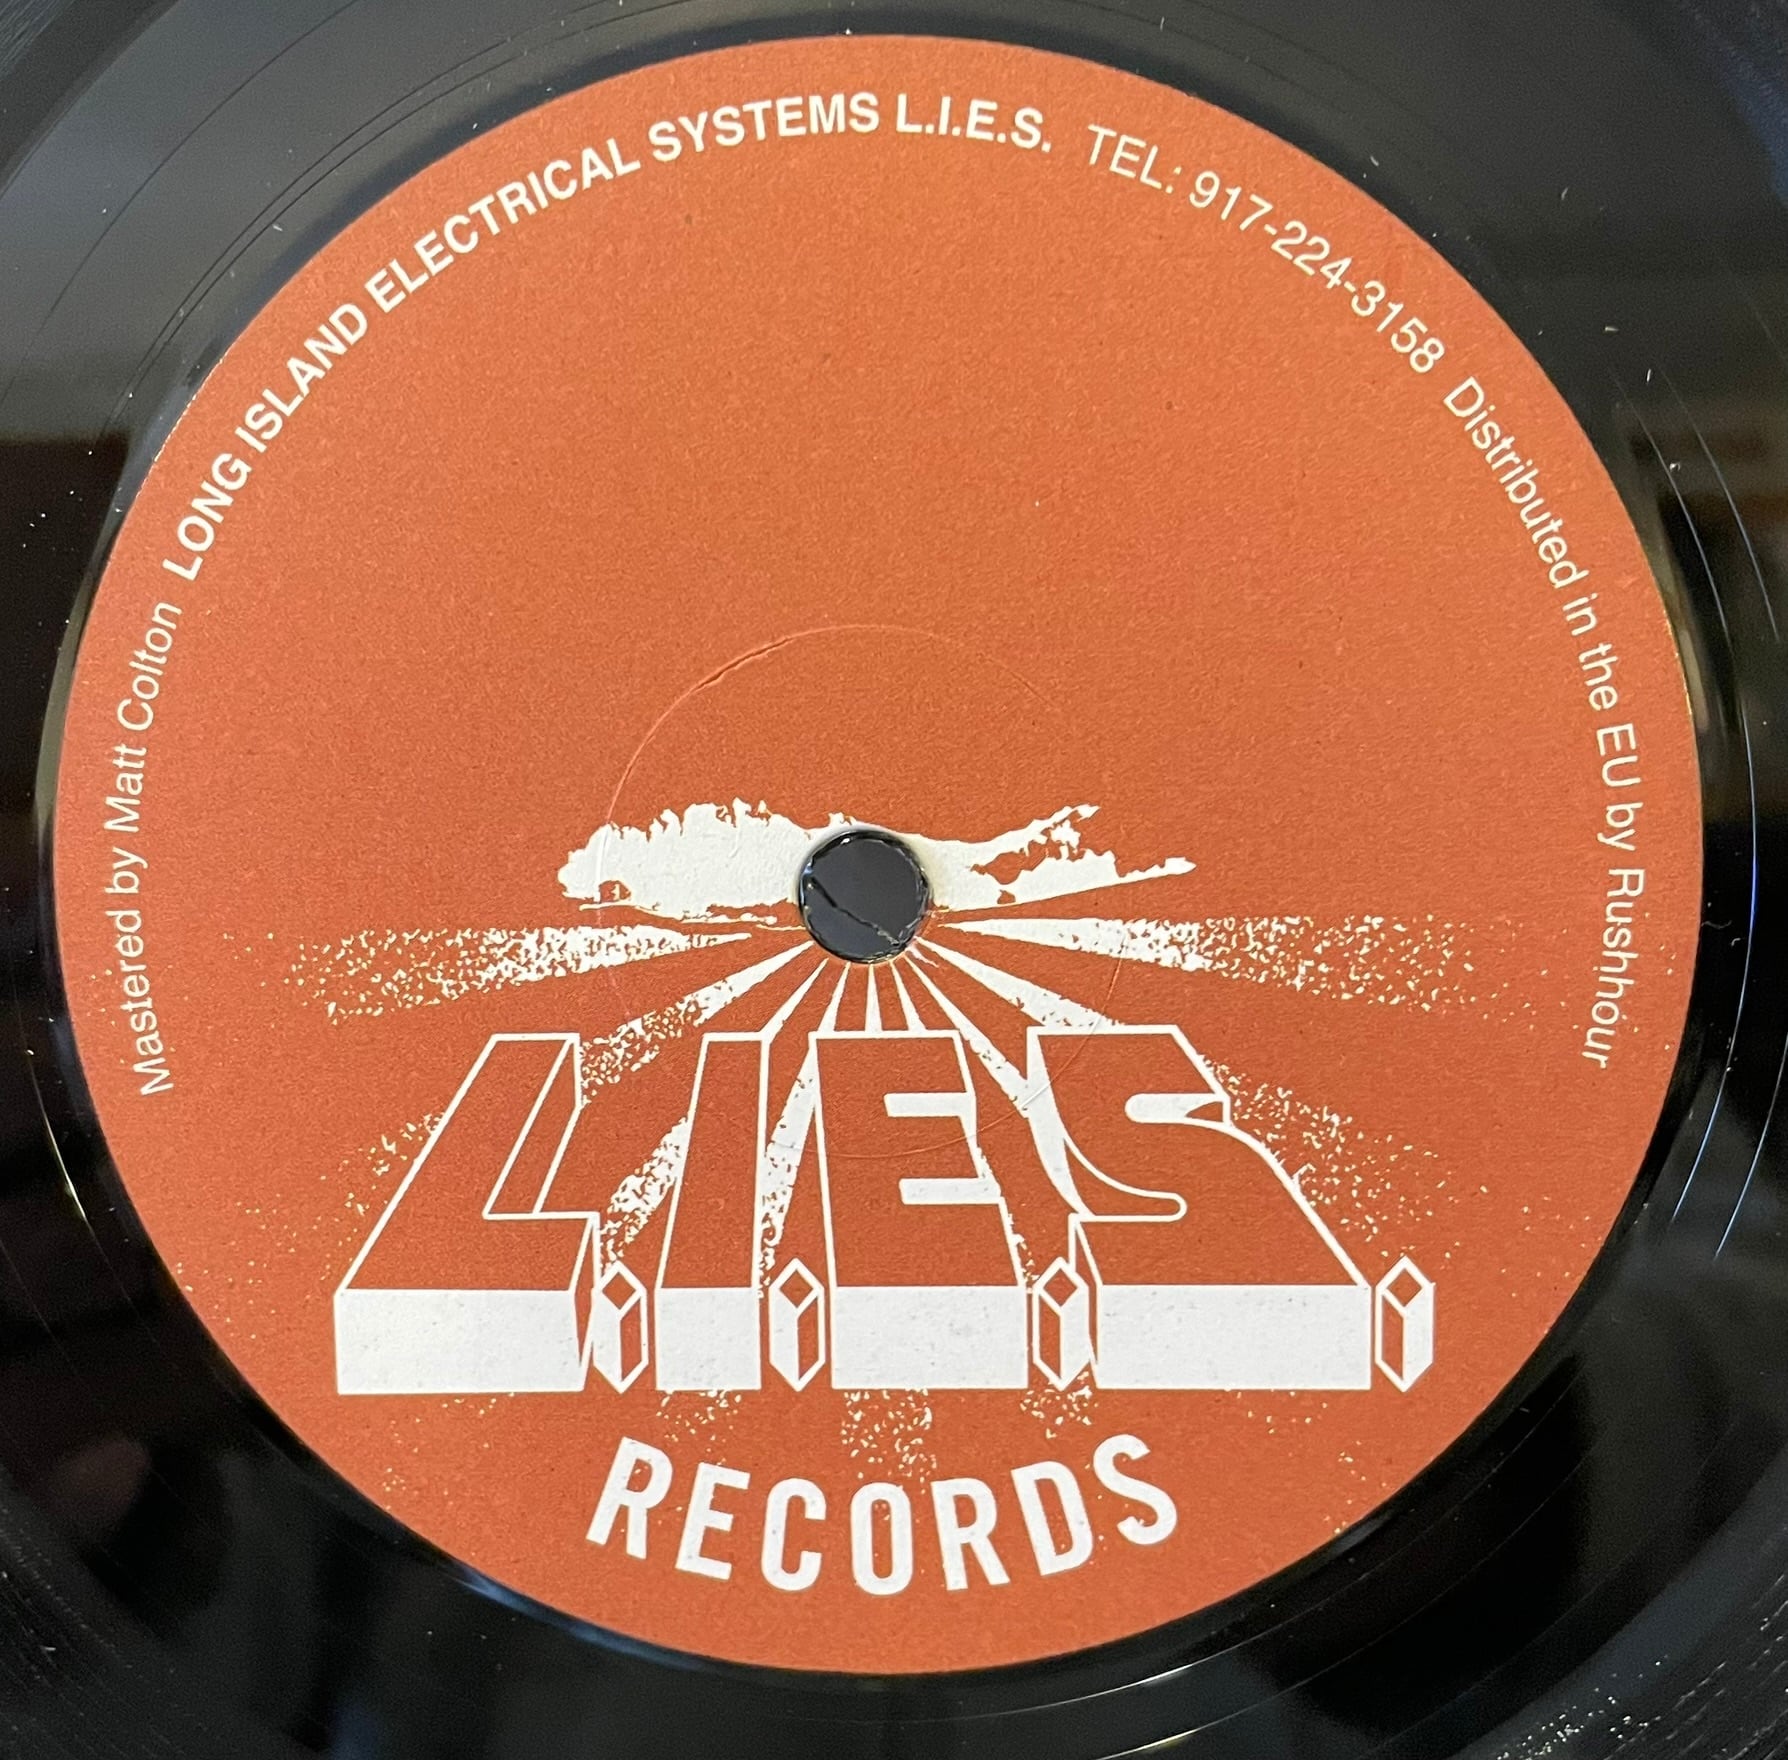 Mastered by Matt Colton LONG ISLAND ELECTRICAL SYSTEMS L.I.E.S. TEL: 917-224-3158 Distributed in the EU by Rushhour
L.I.E.S.
RECORDS